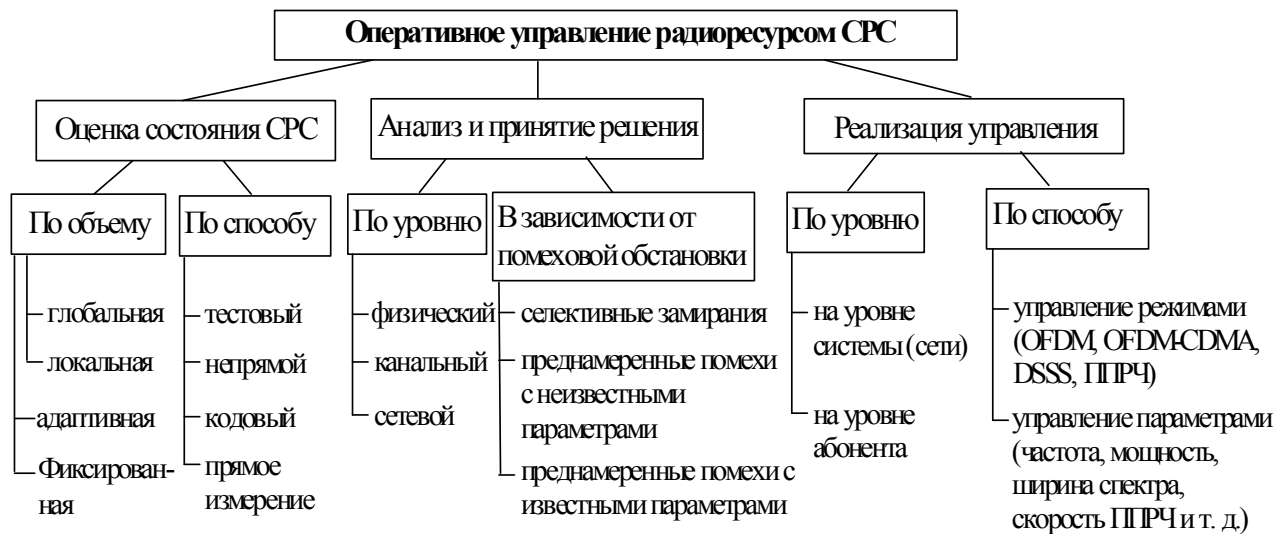 Оперативное управление радиоресурсом СРС
Оценка состояния СРС
Анализ и принятие решения
Реализация управления
По объему
По способу
По уровню
В зависимости от
помеховой обстановки
По уровню
По способу
глобальная
локальная
адаптивная
Фиксирован-
ная
тестовый
непрямой
кодовый
прямое
измерение
физический
канальный
сетевой
селективные замирания
преднамеренные помехи
с неизвестными
параметрами
преднамеренные помехи с
известными параметрами
на уровне
системы (сети)
на уровне
абонента
управление режимами
(OFDM, OFDM-CDMA,
DSSS, ППРЧ)
управление параметрами
(частота, мощность,
ширина спектра,
скорость ППРЧ и т. д.)